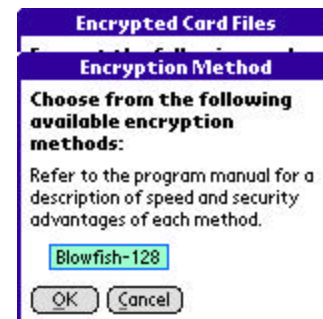 Encrypted Card Files
Encryption Method
Choose from the following
available encryption
methods:
Refer to the program manual for a
description of speed and security
advantages of each method.
Blowfish-128
OK Cancel